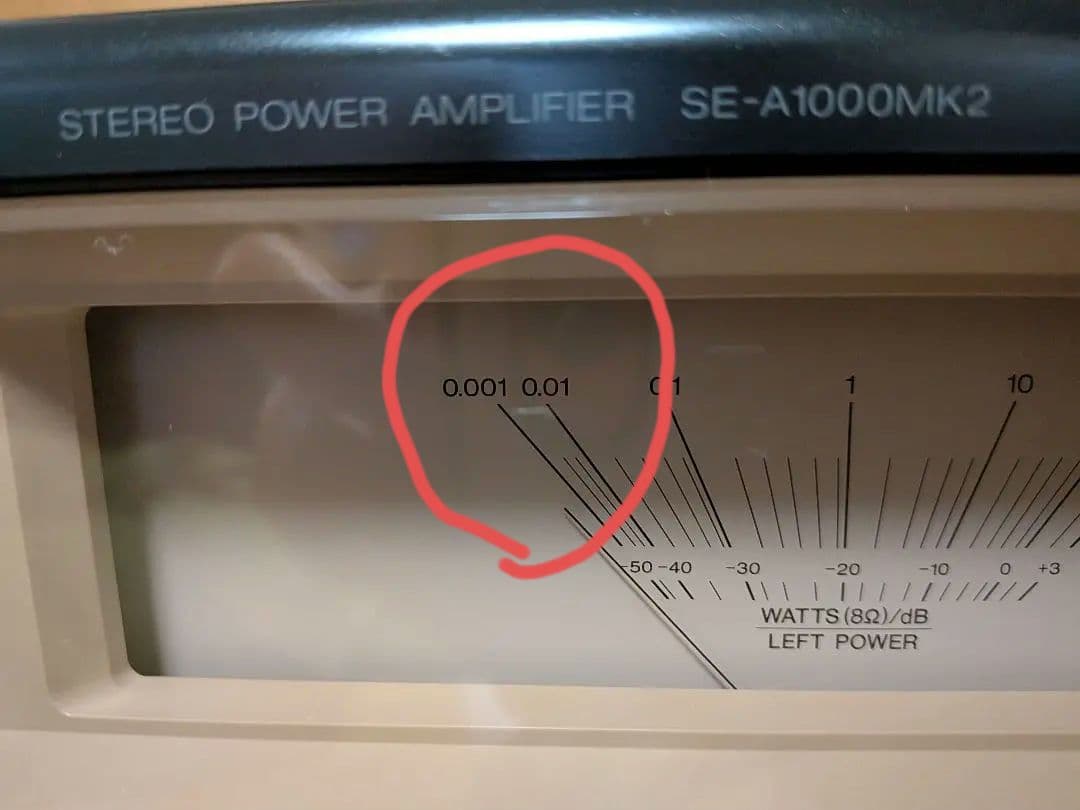 STEREO POWER AMPLIFIER SE-A1000MK2
0.001 0.01 0.1 1 10
-50 -40 -30 -20 -10 0 +3
WATTS(8Ω)/dB
LEFT POWER